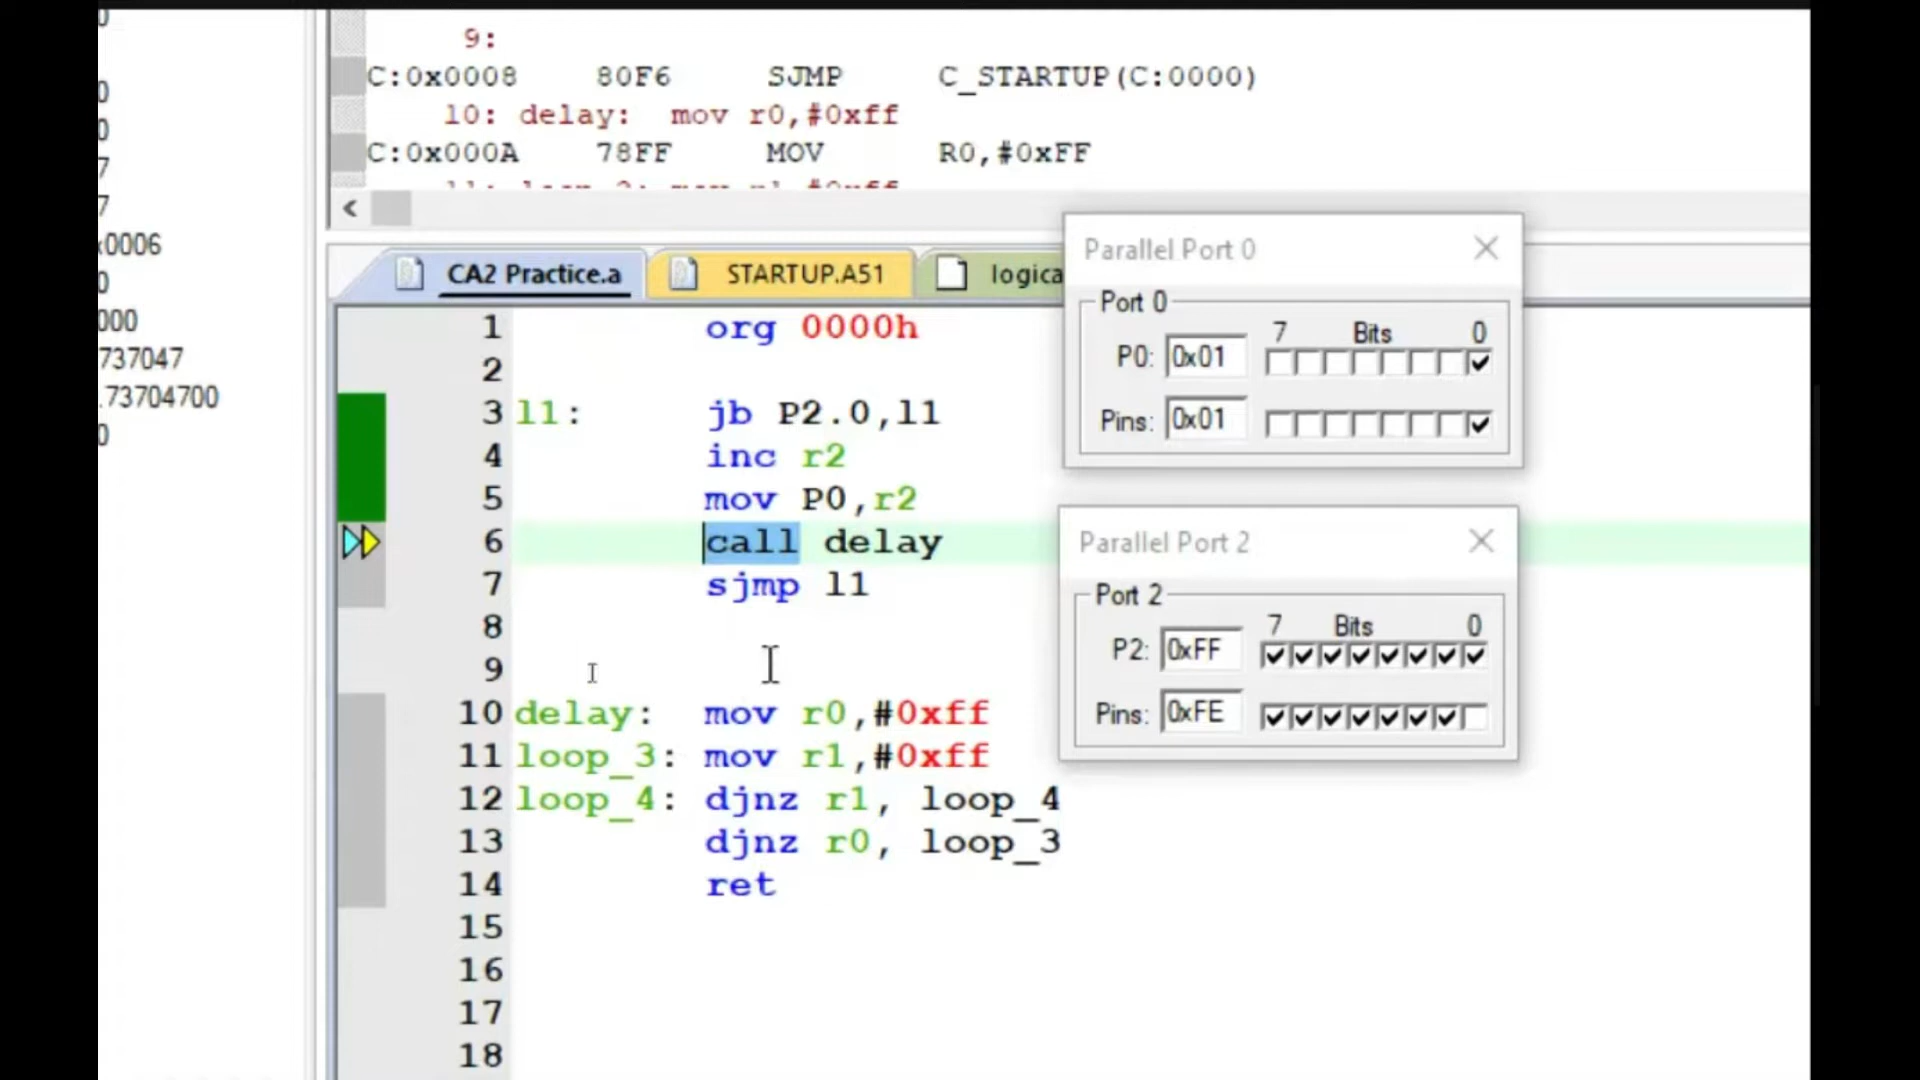 9:
C:0x0008 80F6 SJMP C_STARTUP(C:0000)
10: delay: mov r0,#0xff
C:0x000A 78FF MOV R0,#0xFF
0
0
0
7
7
x0006
0
000
737047
.73704700
0
CA2 Practice.a
STARTUP.A51
logica
1 org 0000h
2
3 l1: jb P2.0,l1
4 inc r2
5 mov P0,r2
6 call delay
7 sjmp l1
8
9
10 delay: mov r0,#0xff
11 loop_3: mov r1,#0xff
12 loop_4: djnz r1, loop_4
13 djnz r0, loop_3
14 ret
15
16
17
18
Parallel Port 0
Port 0
7 Bits 0
P0: 0x01
Pins: 0x01
Parallel Port 2
Port 2
7 Bits 0
P2: 0xFF
Pins: 0xFE